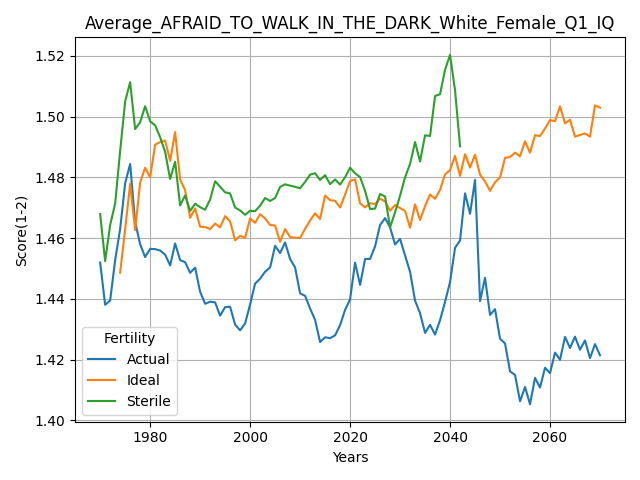 Average_AFRAID_TO_WALK_IN_THE_DARK_White_Female_Q1_IQ
1.52
1.50
1.48
1.46
1.44
1.42
1.40
Score(1-2)
Fertility
Actual
Ideal
Sterile
1980
2000
2020
2040
2060
Years